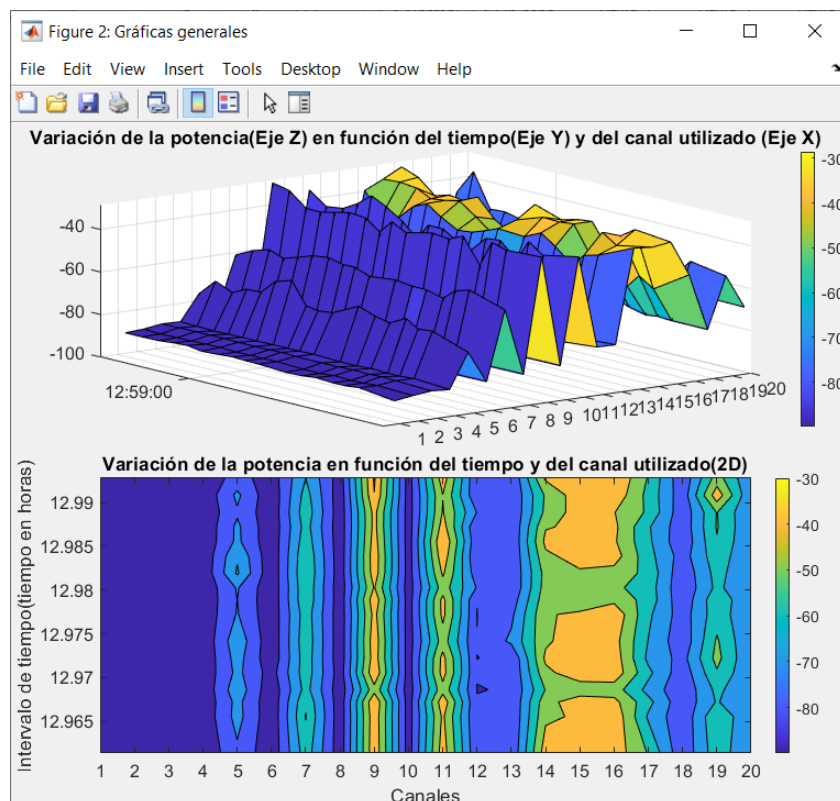 Figure 2: Gráficas generales
File Edit View Insert Tools Desktop Window Help
Variación de la potencia(Eje Z) en función del tiempo(Eje Y) y del canal utilizado (Eje X)
-40
-60
-80
-100
12:59:00
1 2 3 4 5 6 7 8 9 10 11 12 13 14 15 16 17 18 19 20
-30
-40
-50
-60
-70
-80
Variación de la potencia en función del tiempo y del canal utilizado(2D)
Intervalo de tiempo(tiempo en horas)
12.99
12.985
12.98
12.975
12.97
12.965
1 2 3 4 5 6 7 8 9 10 11 12 13 14 15 16 17 18 19 20
Canales
-30
-40
-50
-60
-70
-80